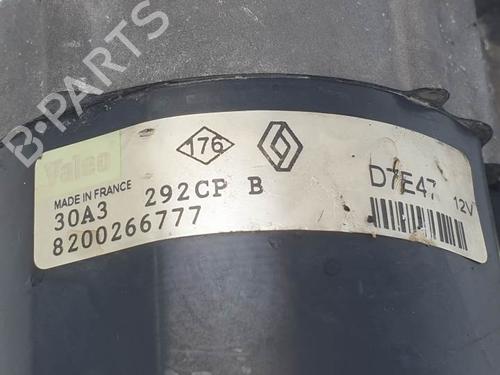 B-PARTS
Valeo
176
MADE IN FRANCE
30A3 292CP B
8200266777
D7E47 12V